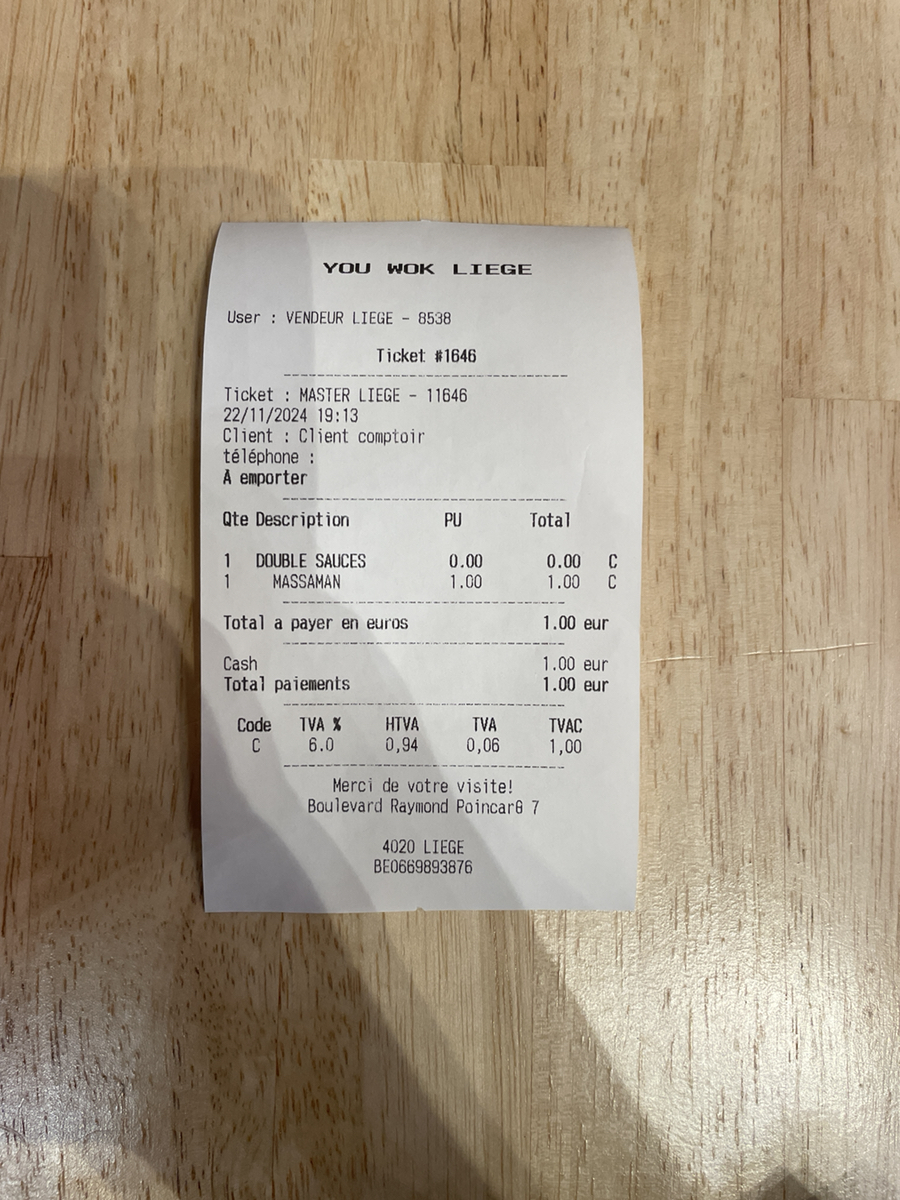 YOU WOK LIEGE
User : VENDEUR LIEGE - 8538
Ticket #1646
Ticket : MASTER LIEGE - 11646
22/11/2024 19:13
Client : Client comptoir
téléphone :
A emporter
Qte Description PU Total
1 DOUBLE SAUCES 0.00 0.00 C
1 MASSAMAN 1.00 1.00 C
Total a payer en euros 1.00 eur
Cash 1.00 eur
Total paiements 1.00 eur
Code TVA % HTVA TVA TVAC
C 6.0 0,94 0,06 1,00
Merci de votre visite!
Boulevard Raymond Poincar6 7
4020 LIEGE
BE0669893876